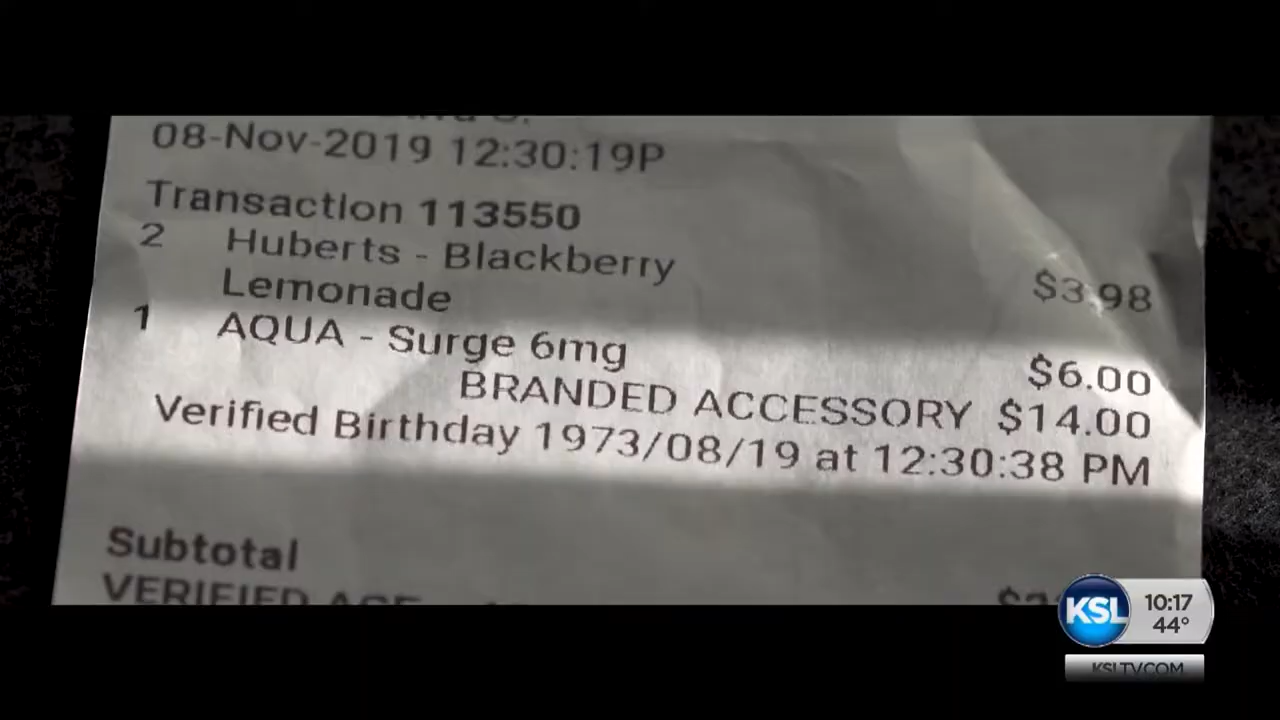 08-Nov-2019 12:30:19P
Transaction 113550
2 Huberts - Blackberry
Lemonade $3.98
1 AQUA - Surge 6mg $6.00
BRANDED ACCESSORY $14.00
Verified Birthday 1973/08/19 at 12:30:38 PM
Subtotal
VERIFIED AGE
KSL 10:17
44°
KSLTV.COM